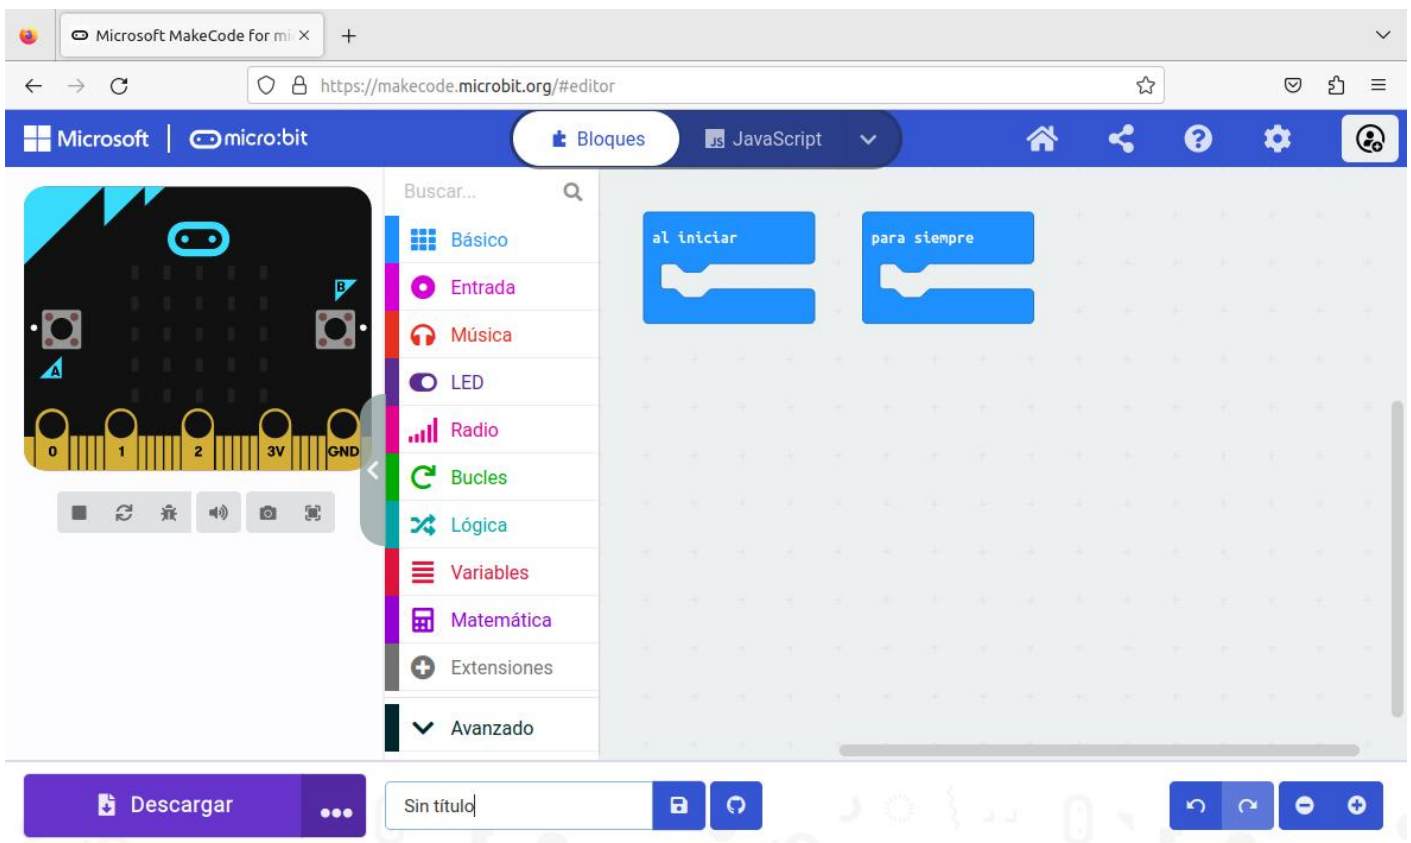 Microsoft MakeCode for mi
https://makecode.microbit.org/#editor
Microsoft micro:bit
Bloques
JS JavaScript
Buscar...
Básico
Entrada
Música
LED
Radio
Bucles
Lógica
Variables
Matemática
Extensiones
Avanzado
B
A
0 1 2 3V GND
al iniciar
para siempre
Descargar
Sin título